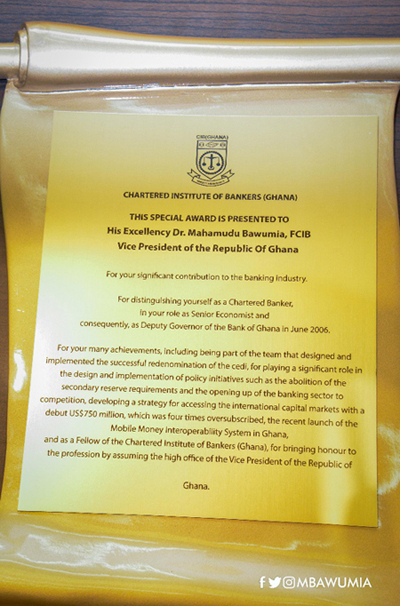 CIB(GHANA)
CHARTERED INSTITUTE OF BANKERS (GHANA)
THIS SPECIAL AWARD IS PRESENTED TO
His Excellency Dr. Mahamudu Bawumia, FCIB
Vice President of the Republic Of Ghana
For your significant contribution to the banking industry.
For distinguishing yourself as a Chartered Banker,
In your role as Senior Economist and
consequently, as Deputy Governor of the Bank of Ghana in June 2006.
For your many achievements, including being part of the team that designed and
implemented the successful redenomination of the cedi, for playing a significant role in
the design and implementation of policy initiatives such as the abolition of the
secondary reserve requirements and the opening up of the banking sector to
competition, developing a strategy for accessing the international capital markets with a
debut US$750 million, which was four times oversubscribed, the recent launch of the
Mobile Money Interoperability System in Ghana,
and as a Fellow of the Chartered Institute of Bankers (Ghana), for bringing honour to
the profession by assuming the high office of the Vice President of the Republic of
Ghana.
MBAWUMIA